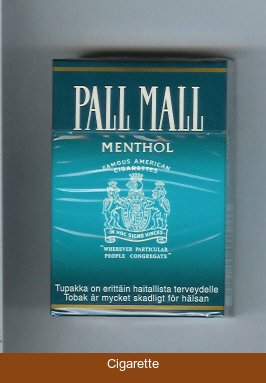 PALL MALL
MENTHOL
FAMOUS AMERICAN
CIGARETTES
IN HOC SIGNO VINCES
"WHEREVER PARTICULAR
PEOPLE CONGREGATE"
Tupakka on erittäin haitallista terveydelle
Tobak är mycket skadligt för hälsan
Cigarette